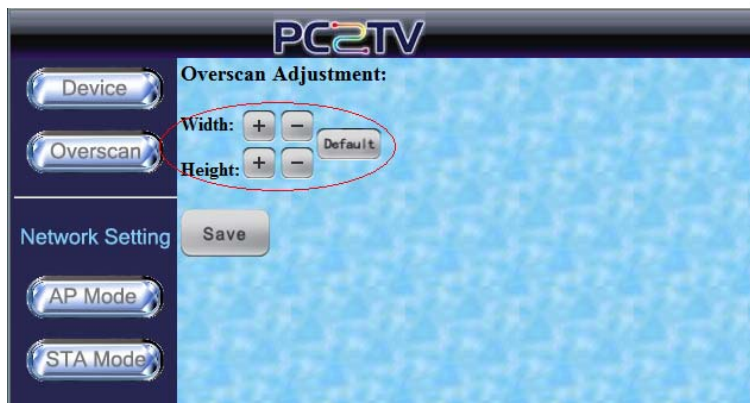 PC2TV
Device
Overscan
Network Setting
AP Mode
STA Mode
Overscan Adjustment:
Width: + −
Default
Height: + −
Save